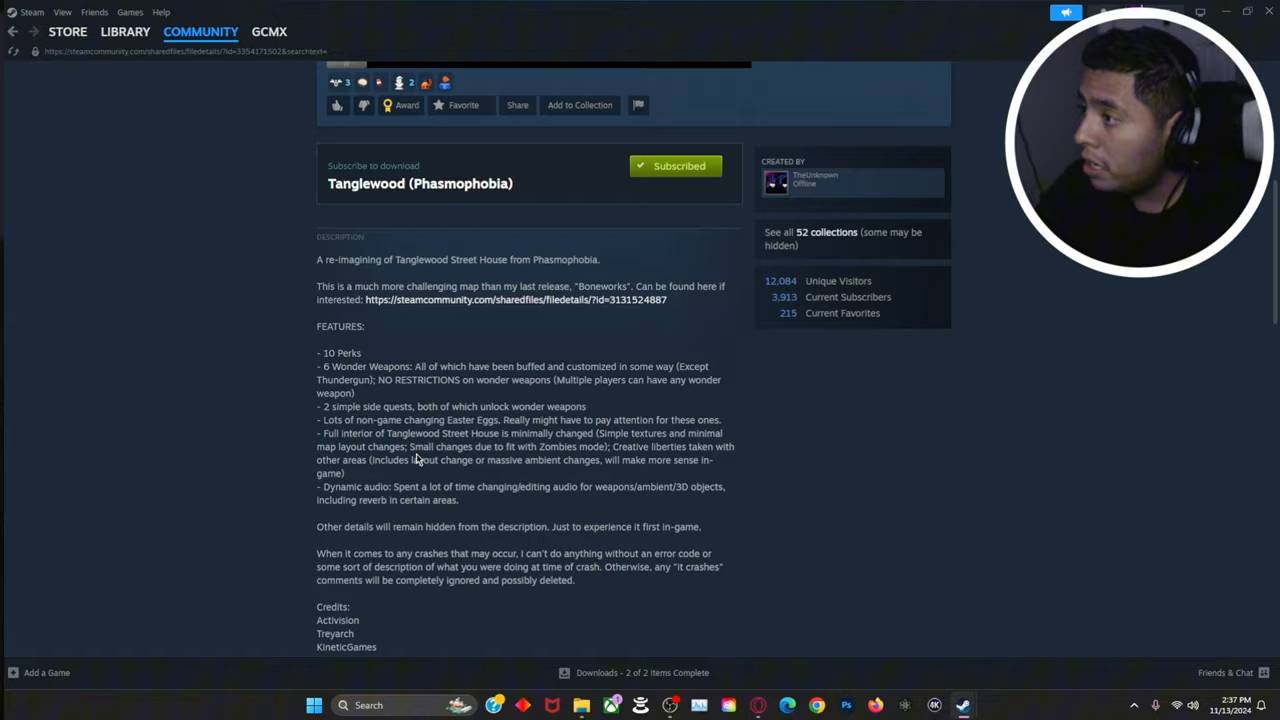 Steam View Friends Games Help
STORE LIBRARY COMMUNITY GCMX
https://steamcommunity.com/sharedfiles/filedetails/?id=3354171502&searchtext=
3 2
Award Favorite Share Add to Collection
Subscribe to download
Tanglewood (Phasmophobia)
Subscribed
CREATED BY
TheUnknown
Offline
See all 52 collections (some may be
hidden)
12,084 Unique Visitors
3,913 Current Subscribers
215 Current Favorites
DESCRIPTION
A re-imagining of Tanglewood Street House from Phasmophobia.
This is a much more challenging map than my last release, "Boneworks". Can be found here if
interested: https://steamcommunity.com/sharedfiles/filedetails/?id=3131524887
FEATURES:
- 10 Perks
- 6 Wonder Weapons: All of which have been buffed and customized in some way (Except
Thundergun); NO RESTRICTIONS on wonder weapons (Multiple players can have any wonder
weapon)
- 2 simple side quests, both of which unlock wonder weapons
- Lots of non-game changing Easter Eggs. Really might have to pay attention for these ones.
- Full interior of Tanglewood Street House is minimally changed (Simple textures and minimal
map layout changes; Small changes due to fit with Zombies mode); Creative liberties taken with
other areas (Includes layout change or massive ambient changes, will make more sense in-
game)
- Dynamic audio: Spent a lot of time changing/editing audio for weapons/ambient/3D objects,
including reverb in certain areas.
Other details will remain hidden from the description. Just to experience it first in-game.
When it comes to any crashes that may occur, I can't do anything without an error code or
some sort of description of what you were doing at time of crash. Otherwise, any "it crashes"
comments will be completely ignored and possibly deleted.
Credits:
Activision
Treyarch
KineticGames
Add a Game
Downloads - 2 of 2 Items Complete
Friends & Chat
Search
1
4K
2:37 PM
11/13/2024